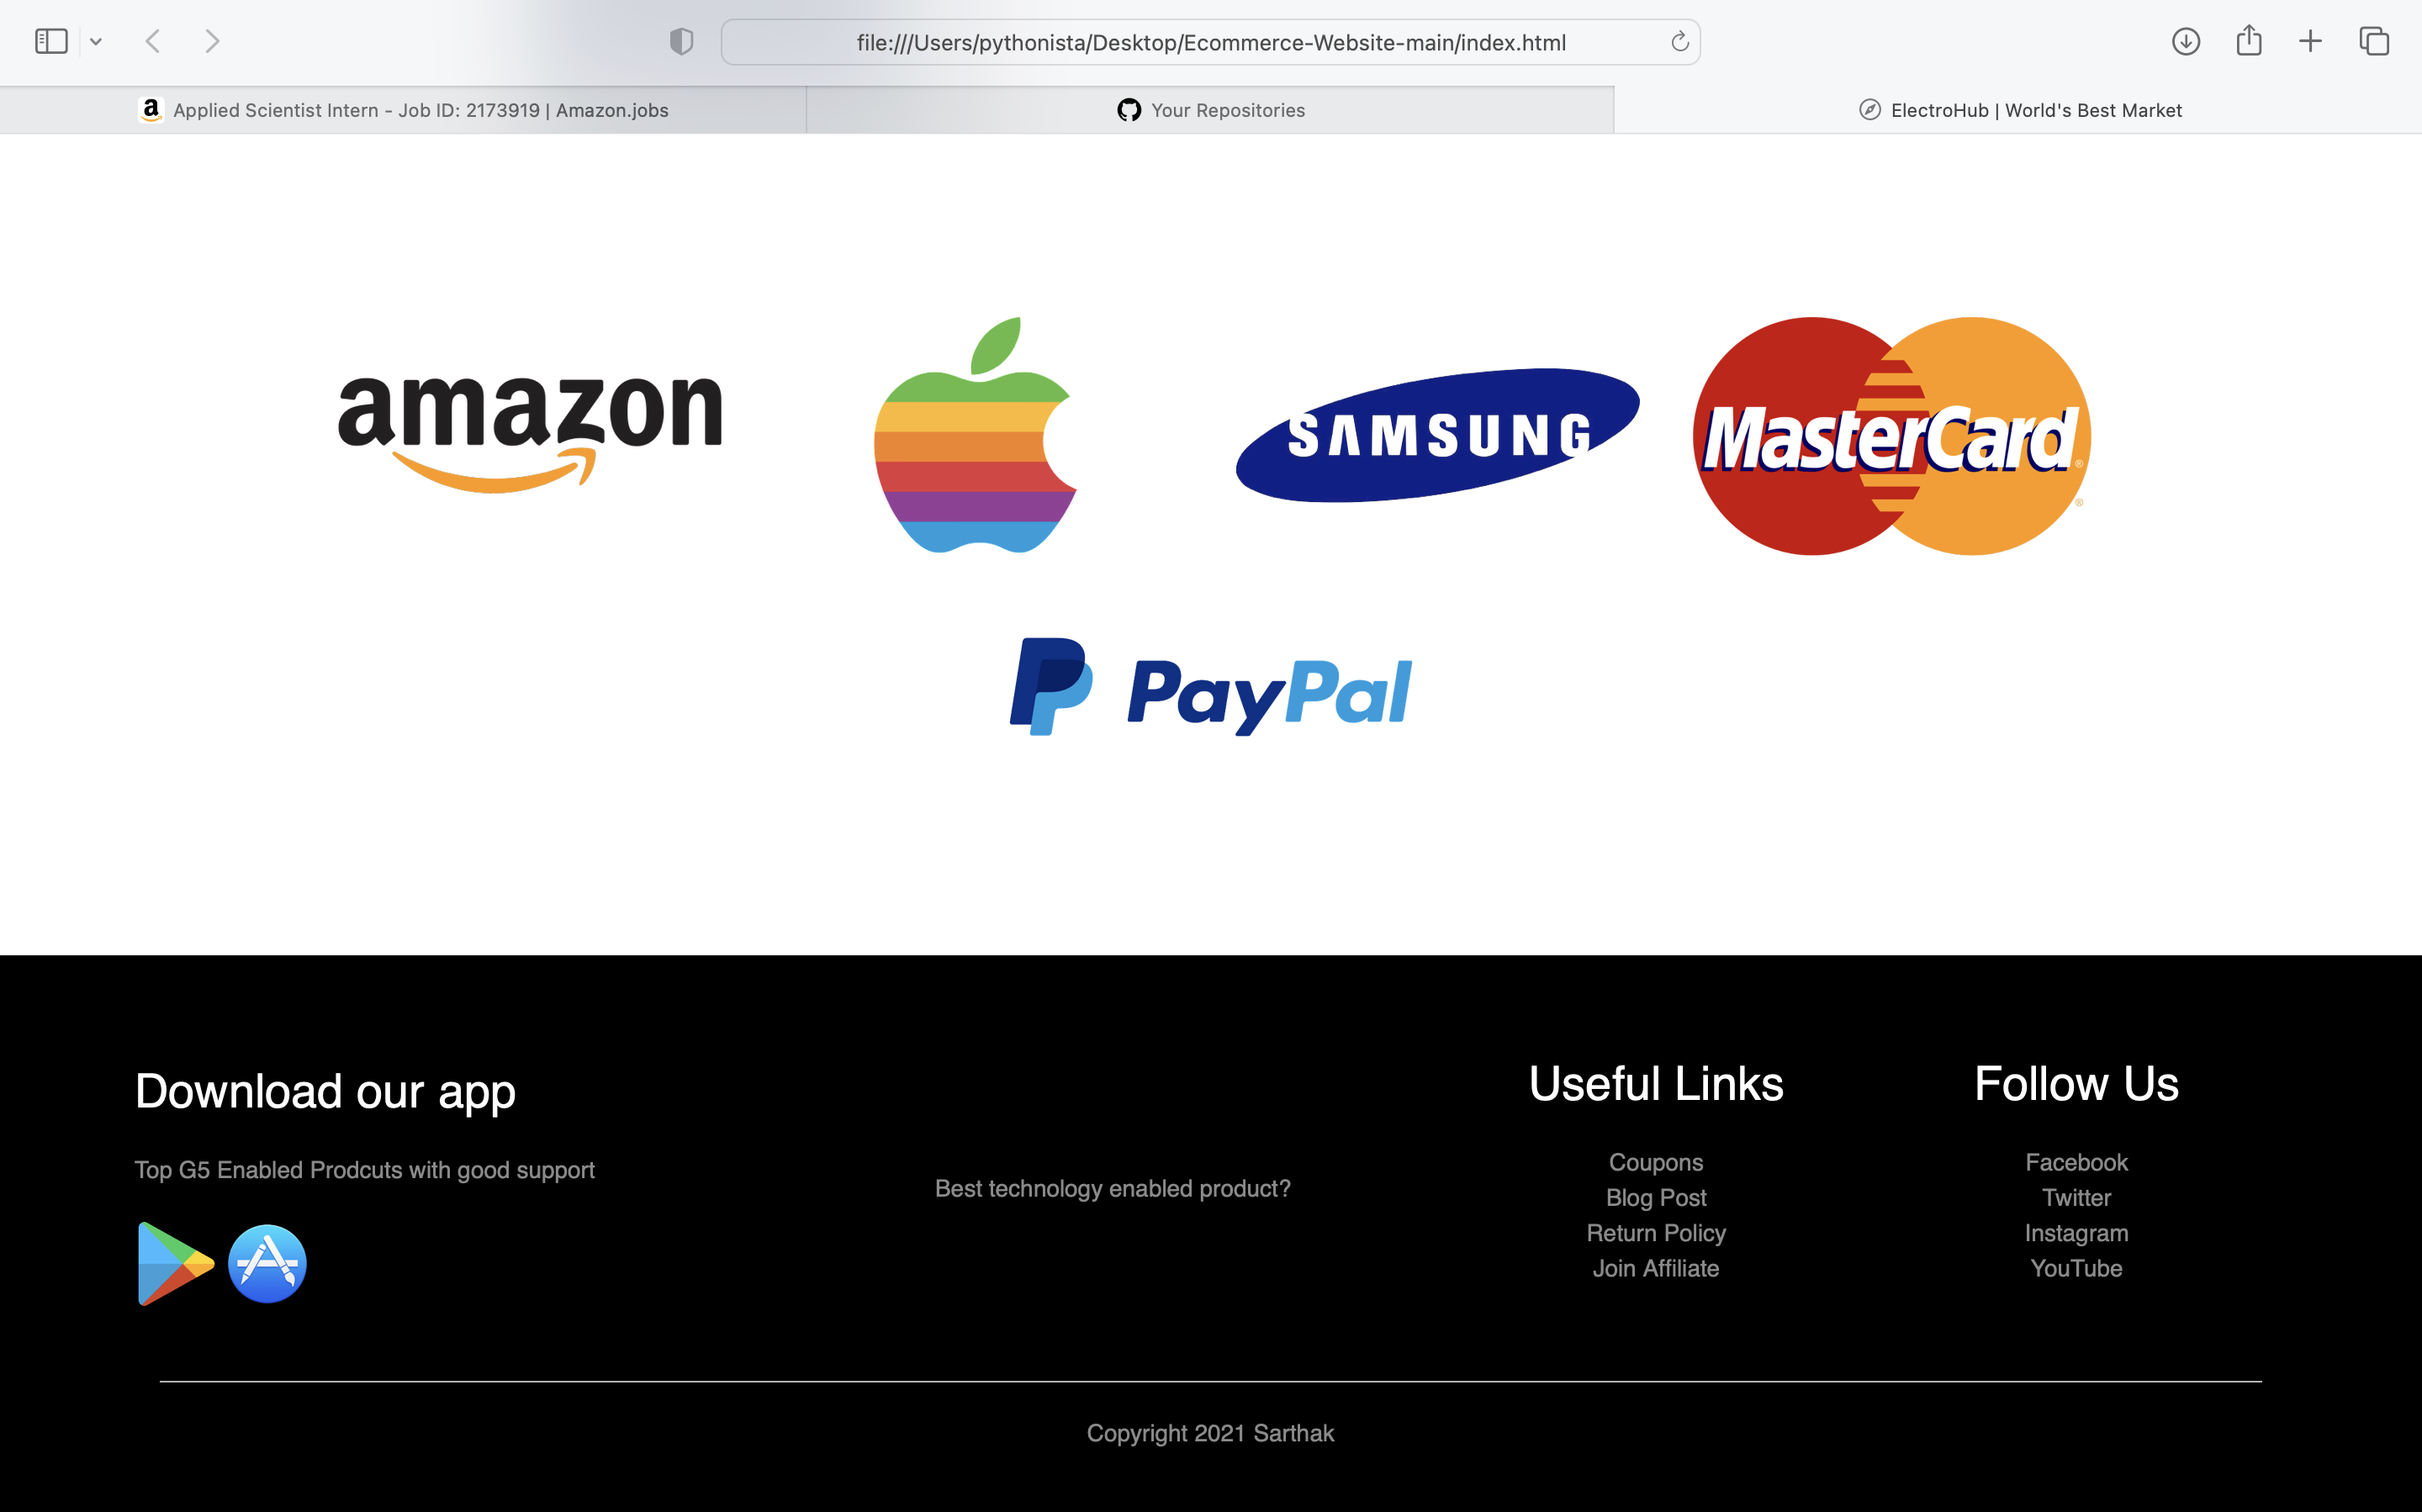 file:///Users/pythonista/Desktop/Ecommerce-Website-main/index.html
a Applied Scientist Intern - Job ID: 2173919 | Amazon.jobs
Your Repositories
ElectroHub | World's Best Market
amazon
SAMSUNG
MasterCard®
®
PayPal
Download our app
Top G5 Enabled Prodcuts with good support
Best technology enabled product?
Useful Links
Coupons
Blog Post
Return Policy
Join Affiliate
Follow Us
Facebook
Twitter
Instagram
YouTube
Copyright 2021 Sarthak